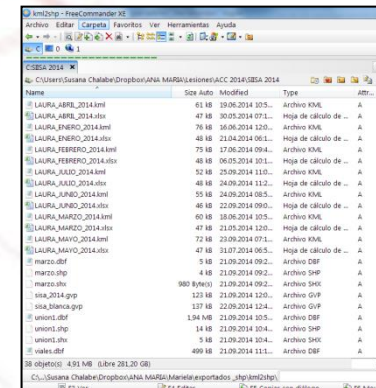 kml2shp - FreeCommander XE
Archivo Editar Carpeta Favoritos Ver Herramientas Ayuda
C 0 1
SIISA 2014
C:\Users\Susana Chalabe\Dropbox\ANA MARIA\Lesiones\ACC 2014\SIISA 2014
Name Size Auto Modified Type Attr...
LAURA_ABRIL_2014.kml 61 kB 19.06.2014 10:5... Archivo KML A
LAURA_ABRIL_2014.xlsx 47 kB 30.05.2014 07:1... Hoja de cálculo de ... A
LAURA_ENERO_2014.kml 76 kB 16.06.2014 12:0... Archivo KML A
LAURA_ENERO_2014.xlsx 48 kB 21.04.2014 06:1... Hoja de cálculo de ... A
LAURA_FEBRERO_2014.kml 75 kB 17.06.2014 09:4... Archivo KML A
LAURA_FEBRERO_2014.xlsx 48 kB 06.05.2014 10:1... Hoja de cálculo de ... A
LAURA_JULIO_2014.kml 52 kB 25.09.2014 11:0... Archivo KML A
LAURA_JULIO_2014.xlsx 48 kB 24.09.2014 11:2... Hoja de cálculo de ... A
LAURA_JUNIO_2014.kml 55 kB 24.09.2014 08:5... Archivo KML A
LAURA_JUNIO_2014.xlsx 46 kB 22.09.2014 09:0... Hoja de cálculo de ... A
LAURA_MARZO_2014.kml 60 kB 18.06.2014 10:5... Archivo KML A
LAURA_MARZO_2014.xlsx 47 kB 21.05.2014 12:0... Hoja de cálculo de ... A
LAURA_MAYO_2014.kml 72 kB 23.09.2014 07:1... Archivo KML A
LAURA_MAYO_2014.xlsx 47 kB 31.07.2014 06:5... Hoja de cálculo de ... A
marzo.dbf 5 kB 21.09.2014 09:2... Archivo DBF A
marzo.shp 4 kB 21.09.2014 09:2... Archivo SHP A
marzo.shx 980 Byte(s) 21.09.2014 09:2... Archivo SHX A
sisa_2014.gvp 123 kB 21.09.2014 12:0... Archivo GVP A
sisa_blanca.gvp 137 kB 22.09.2014 12:4... Archivo GVP A
union1.dbf 1,94 MB 21.09.2014 10:5... Archivo DBF A
union1.shp 14 kB 21.09.2014 10:4... Archivo SHP A
union1.shx 5 kB 21.09.2014 10:4... Archivo SHX A
viales.dbf 499 kB 21.09.2014 11:1... Archivo DBF A
38 objeto(s) 4,91 MB (Libre 281,20 GB)
C:\...\Susana Chalabe\Dropbox\ANA MARIA\Mariela\exportados _shp\kml2shp\